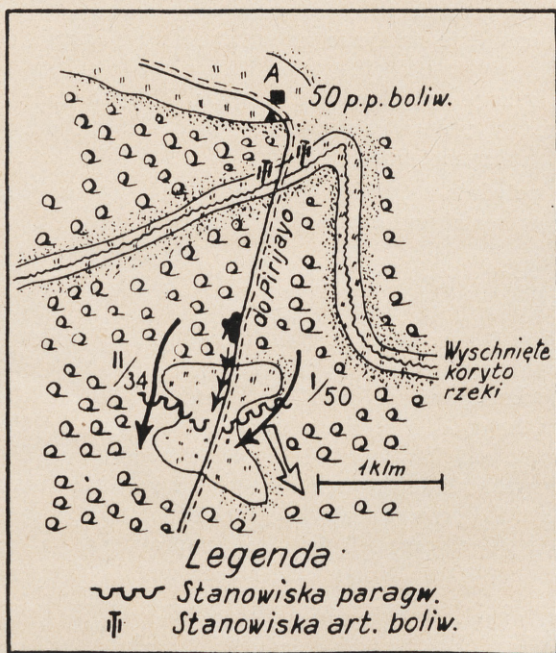 A
50 p.p. boliw.
do Pirijayo
II/34
I/50
Wyschnięte
koryto
rzeki
1 klm
Legenda
Stanowiska paragw.
Stanowiska art. boliw.